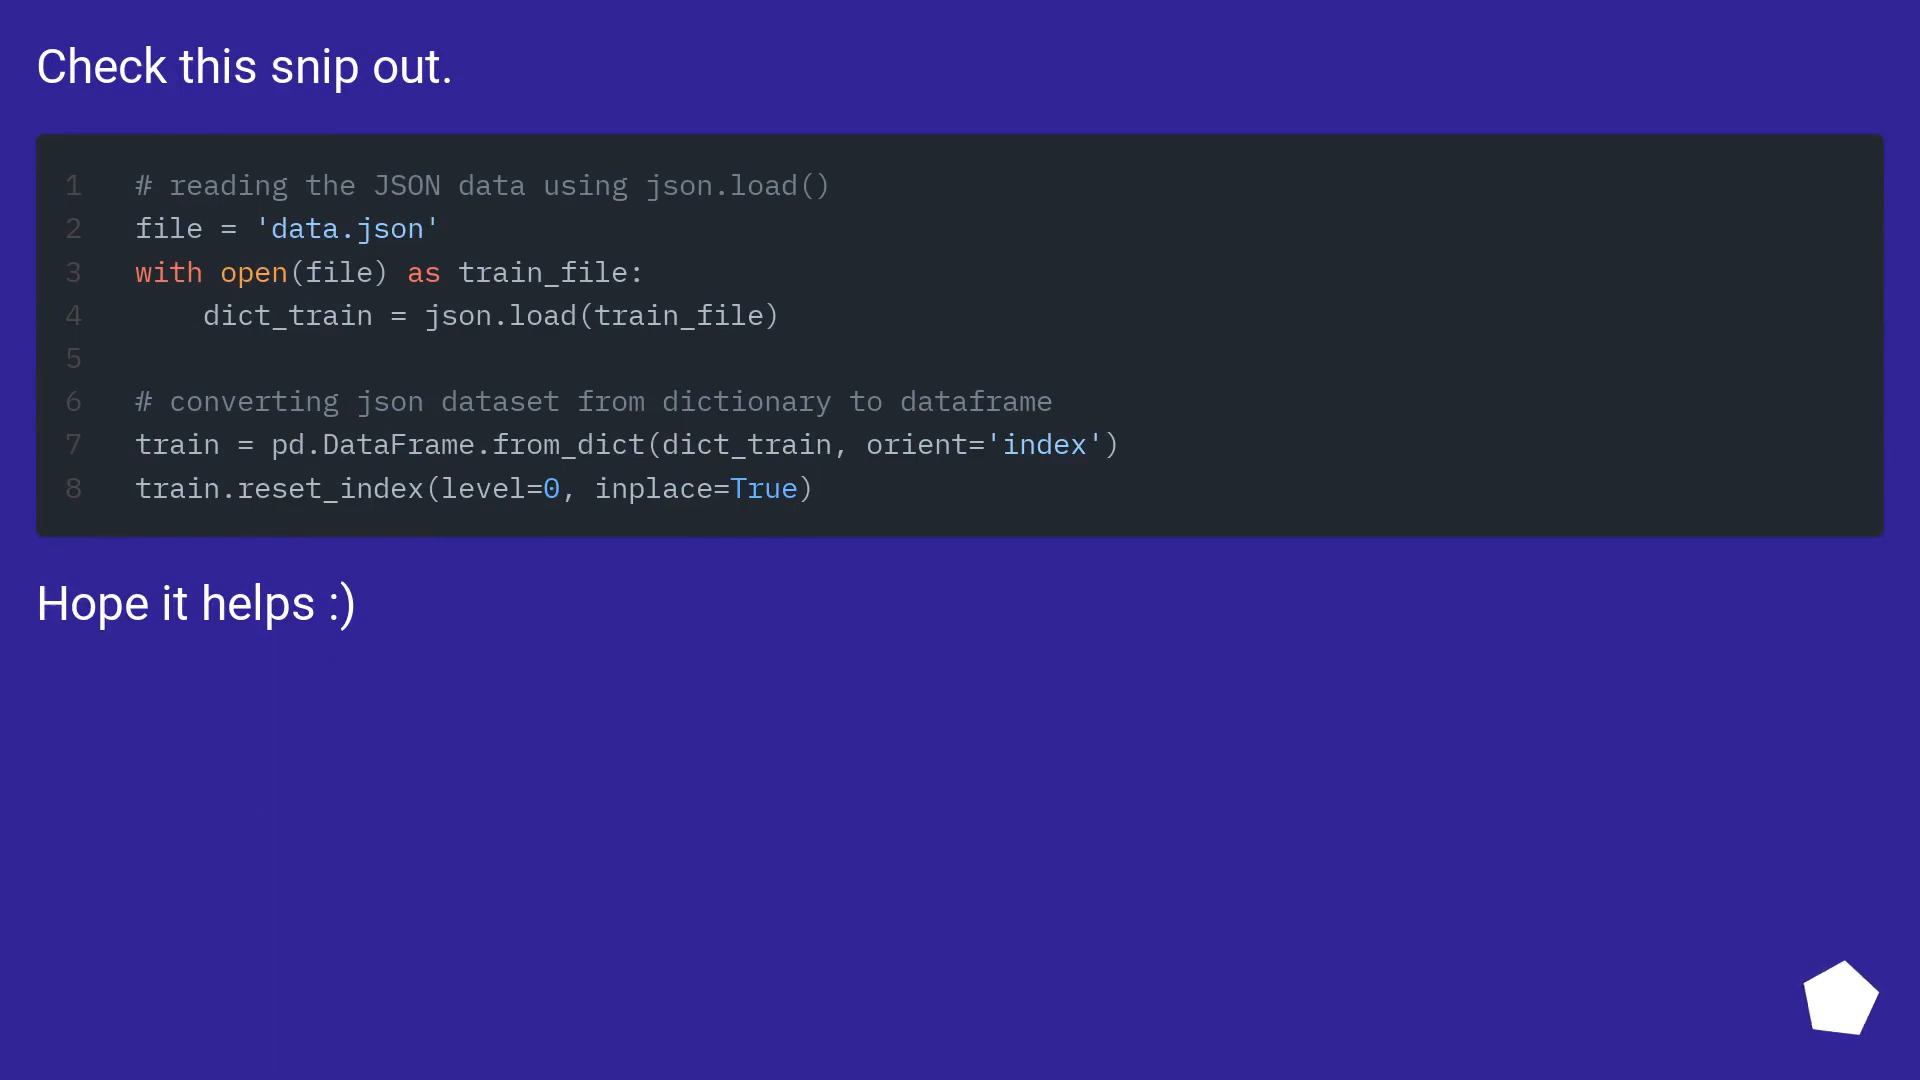 Check this snip out.
1 # reading the JSON data using json.load()
2 file = 'data.json'
3 with open(file) as train_file:
4     dict_train = json.load(train_file)
5
6 # converting json dataset from dictionary to dataframe
7 train = pd.DataFrame.from_dict(dict_train, orient='index')
8 train.reset_index(level=0, inplace=True)
Hope it helps :)